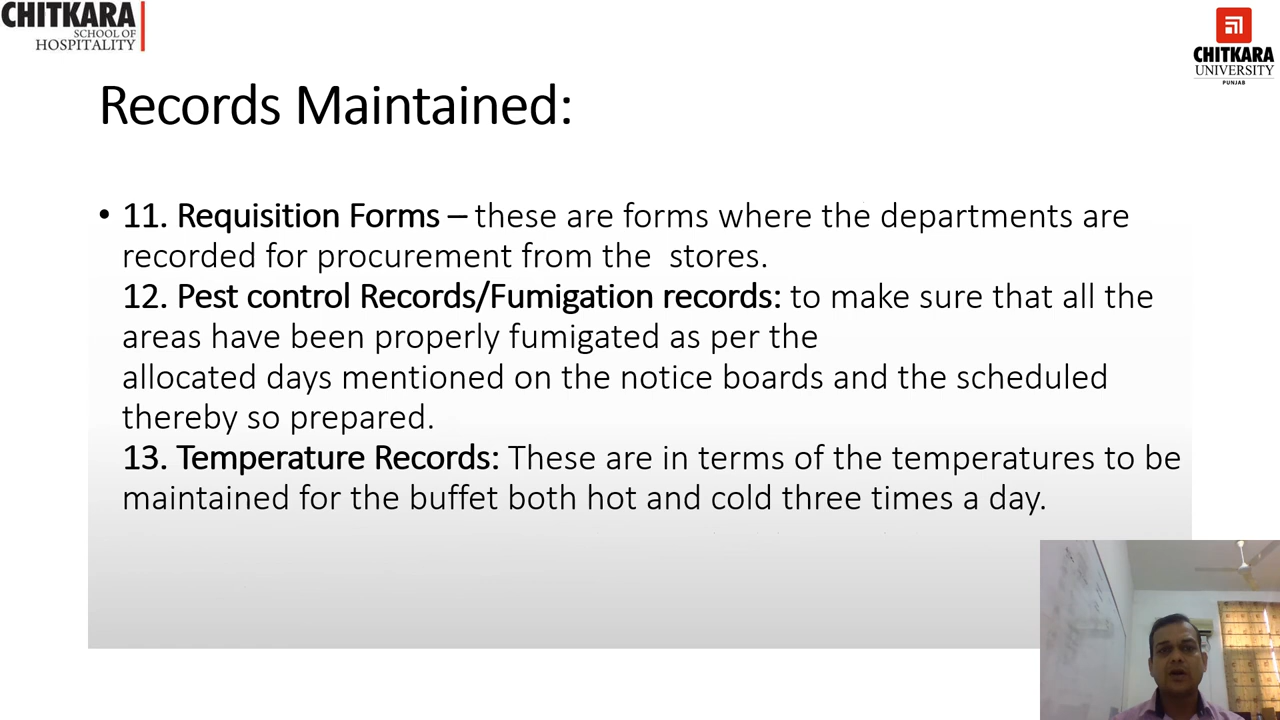 CHITKARA
SCHOOL OF
HOSPITALITY
CHITKARA
UNIVERSITY
PUNJAB
Records Maintained:
• 11. Requisition Forms – these are forms where the departments are
recorded for procurement from the  stores.
12. Pest control Records/Fumigation records: to make sure that all the
areas have been properly fumigated as per the
allocated days mentioned on the notice boards and the scheduled
thereby so prepared.
13. Temperature Records: These are in terms of the temperatures to be
maintained for the buffet both hot and cold three times a day.